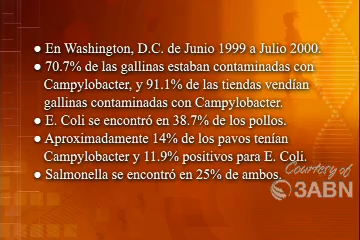 ● En Washington, D.C. de Junio 1999 a Julio 2000.
● 70.7% de las gallinas estaban contaminadas con
Campylobacter, y 91.1% de las tiendas vendían
gallinas contaminadas con Campylobacter.
● E. Coli se encontró en 38.7% de los pollos.
● Aproximadamente 14% de los pavos tenían
Campylobacter y 11.9% positivos para E. Coli.
● Salmonella se encontró en 25% de ambos.
Courtesy of
3ABN